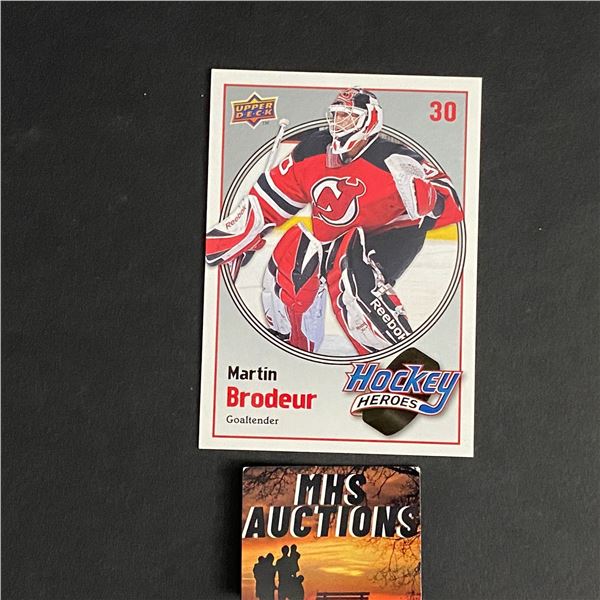 UPPER
DECK
30
Reebok
Reebok
Martin
Brodeur
Goaltender
Hockey
HEROES
MHS
AUCTIONS